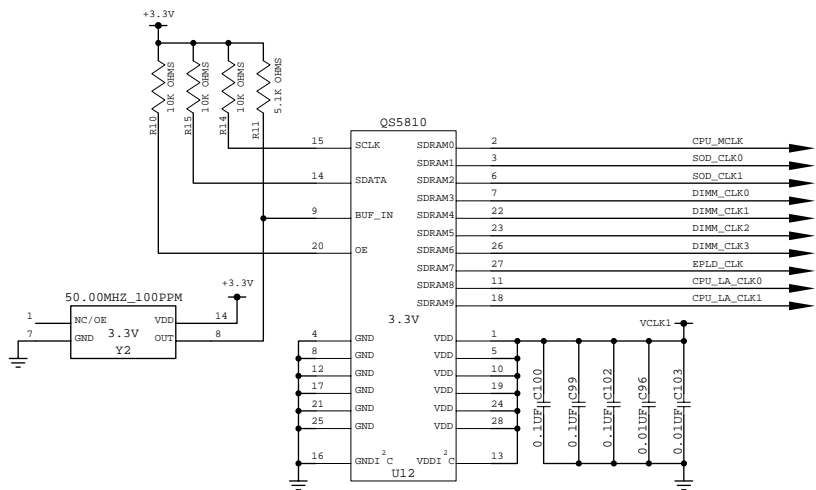 +3.3V
10K OHMS
10K OHMS
10K OHMS
5.1K OHMS
R10
R15
R14
R11
QS5810
15 SCLK SDRAM0 2 CPU_MCLK
SDRAM1 3 SOD_CLK0
14 SDATA SDRAM2 6 SOD_CLK1
SDRAM3 7 DIMM_CLK0
9 BUF_IN SDRAM4 22 DIMM_CLK1
SDRAM5 23 DIMM_CLK2
20 OE SDRAM6 26 DIMM_CLK3
SDRAM7 27 EPLD_CLK
SDRAM8 11 CPU_LA_CLK0
SDRAM9 18 CPU_LA_CLK1
3.3V
+3.3V
50.00MHZ_100PPM
1 NC/OE VDD 14
3.3V
7 GND OUT 8
Y2
VCLK1
4 GND VDD 1
8 GND VDD 5
12 GND VDD 10
17 GND VDD 19
21 GND VDD 24
25 GND VDD 28
16 GNDI2C VDDI2C 13
U12
0.1UF C100
0.1UF C99
0.1UF C102
0.01UF C96
0.01UF C103